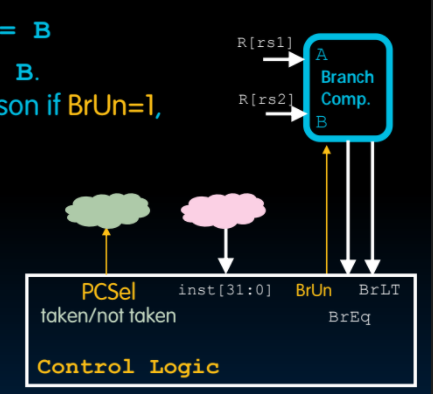 = B
B.
son if BrUn=1,
R[rs1]
A
Branch
Comp.
R[rs2]
B
PCSel
taken/not taken
inst[31:0]
BrUn
BrLT
BrEq
Control Logic